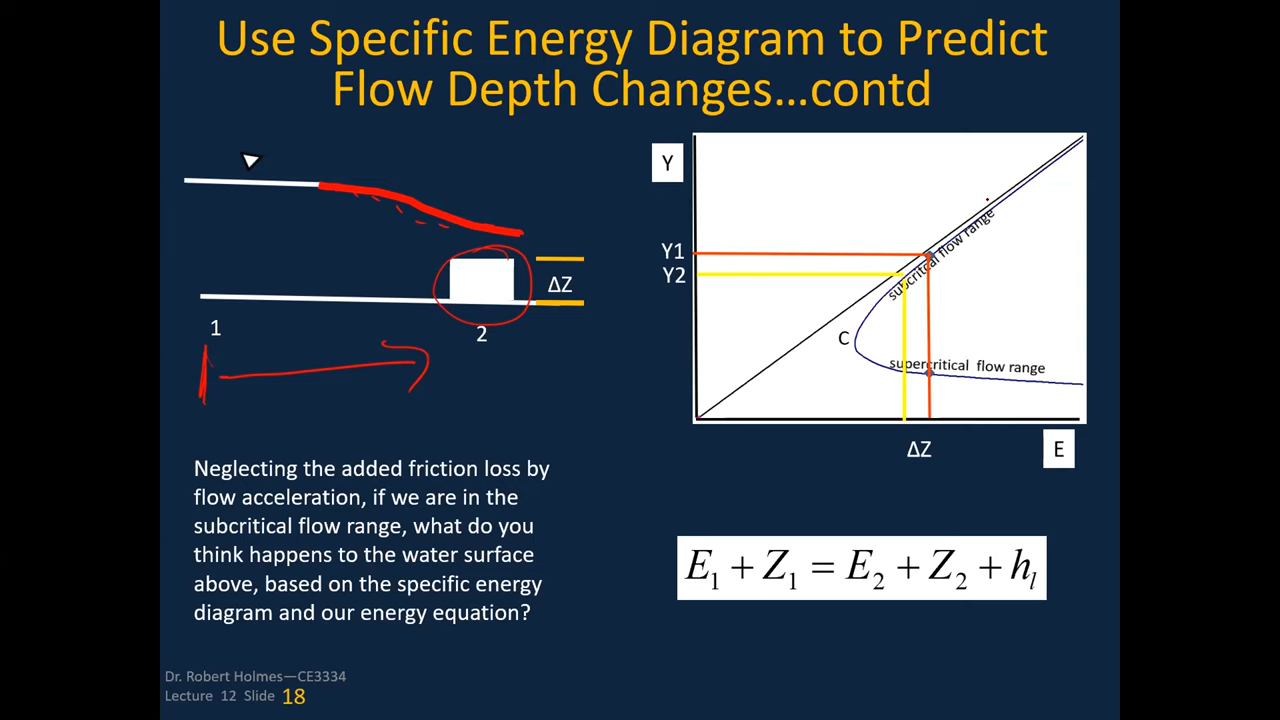 Use Specific Energy Diagram to Predict
Flow Depth Changes...contd
Y
Y1
Y2
subcritcal flow range
C
supercritical flow range
ΔZ
E
ΔZ
1
2
Neglecting the added friction loss by
flow acceleration, if we are in the
subcritical flow range, what do you
think happens to the water surface
above, based on the specific energy
diagram and our energy equation?
E₁ + Z₁ = E₂ + Z₂ + hₗ
Dr. Robert Holmes—CE3334
Lecture 12 Slide 18